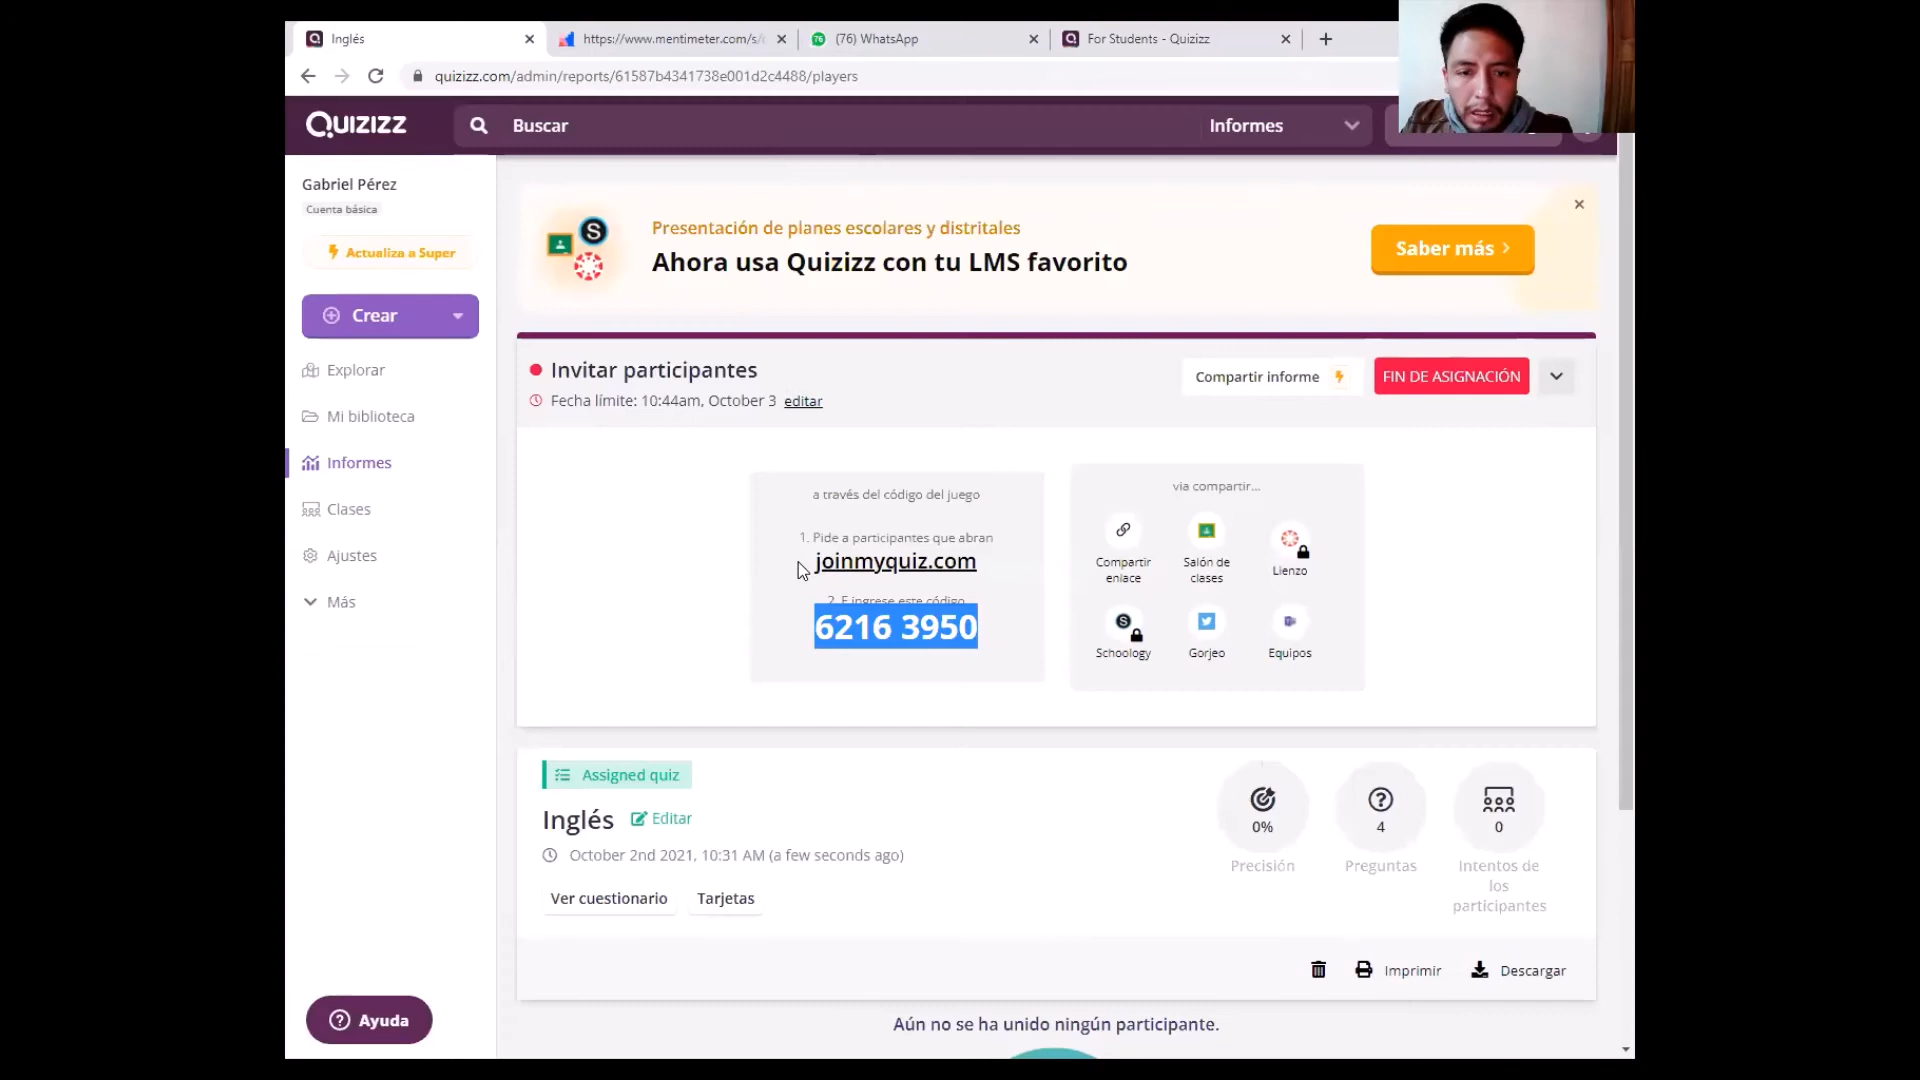 Inglés
https://www.mentimeter.com/s/
(76) WhatsApp
For Students - Quizizz
quizizz.com/admin/reports/61587b4341738e001d2c4488/players
QUIZIZZ
Buscar
Informes
Gabriel Pérez
Cuenta básica
Actualiza a Super
Crear
Explorar
Mi biblioteca
Informes
Clases
Ajustes
Más
Ayuda
Presentación de planes escolares y distritales
Ahora usa Quizizz con tu LMS favorito
Saber más
Invitar participantes
Fecha límite: 10:44am, October 3 editar
Compartir informe
FIN DE ASIGNACIÓN
a través del código del juego
1. Pide a participantes que abran
joinmyquiz.com
2. E ingrese este código
6216 3950
via compartir...
Compartir enlace
Salón de clases
Lienzo
Schoology
Gorjeo
Equipos
Assigned quiz
Inglés Editar
October 2nd 2021, 10:31 AM (a few seconds ago)
Ver cuestionario
Tarjetas
0%
Precisión
4
Preguntas
0
Intentos de
los
participantes
Imprimir
Descargar
Aún no se ha unido ningún participante.